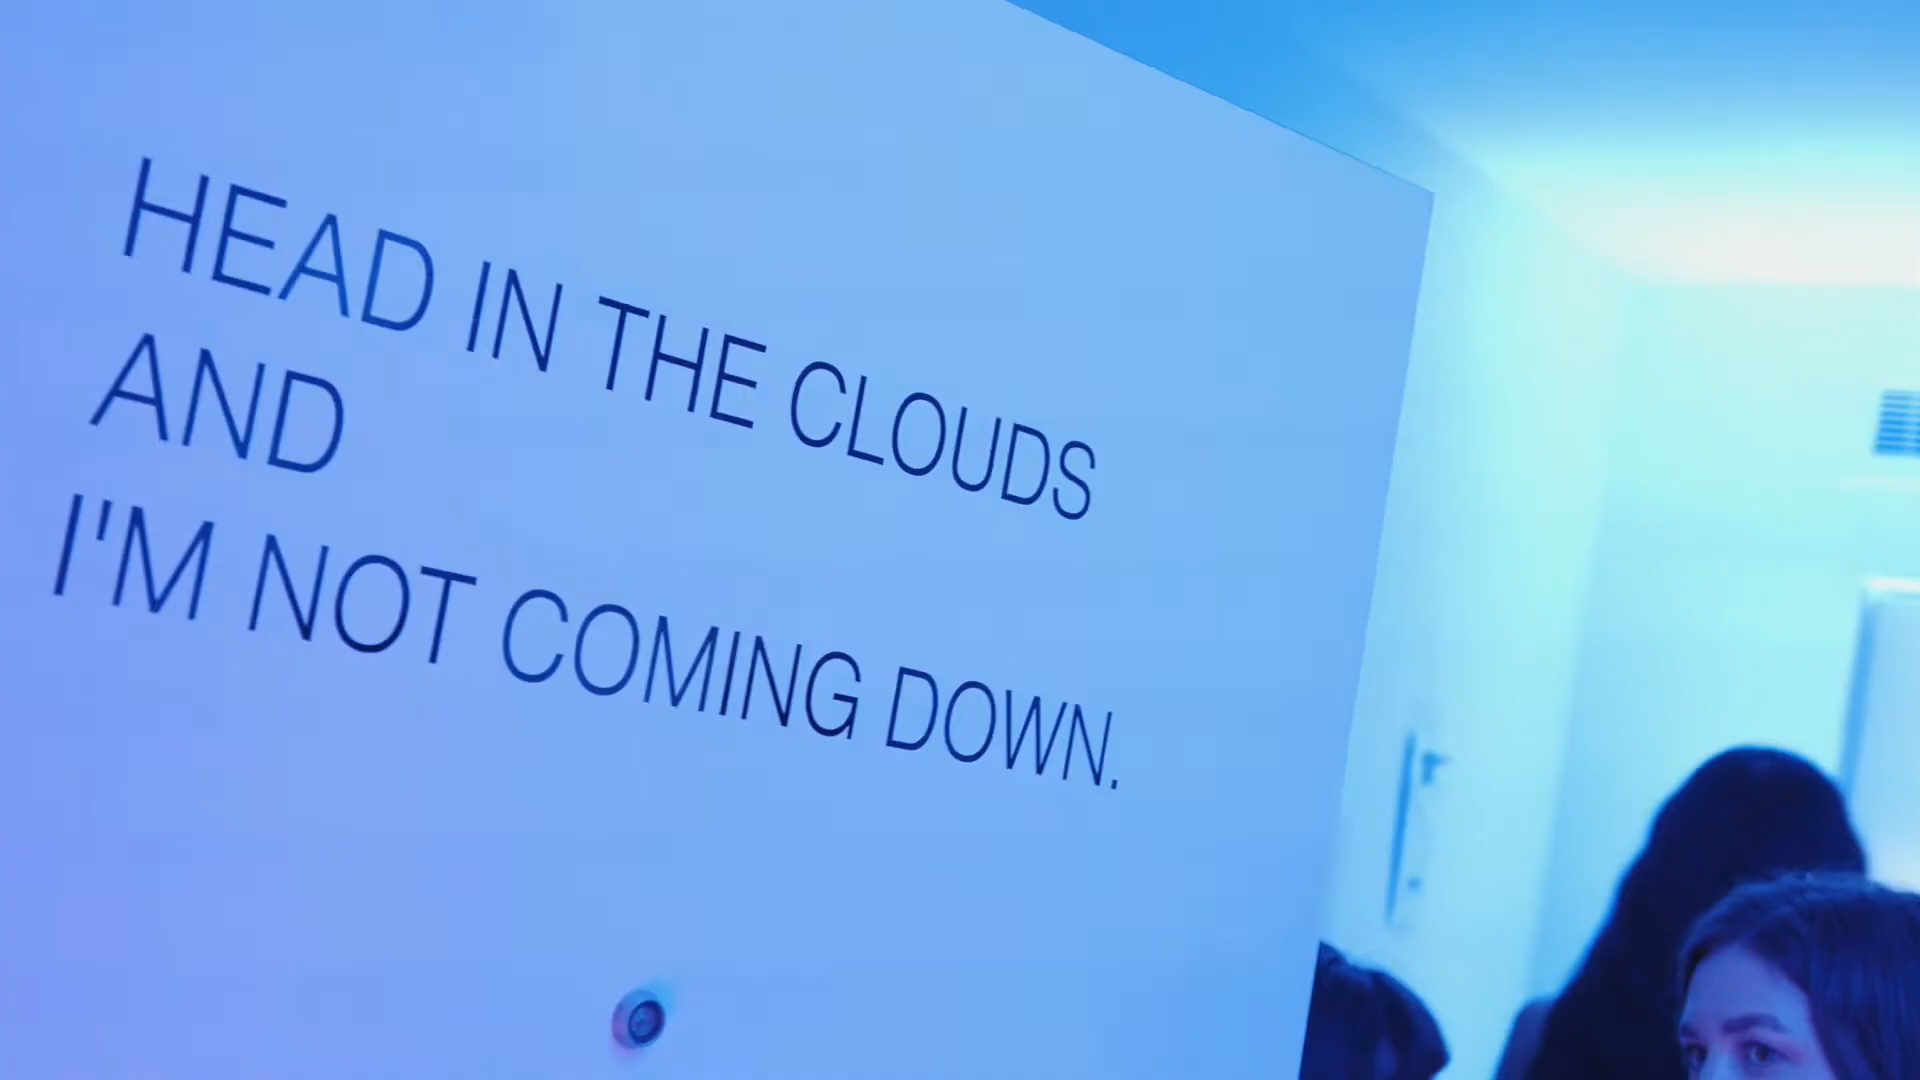 HEAD IN THE CLOUDS
AND
I'M NOT COMING DOWN.